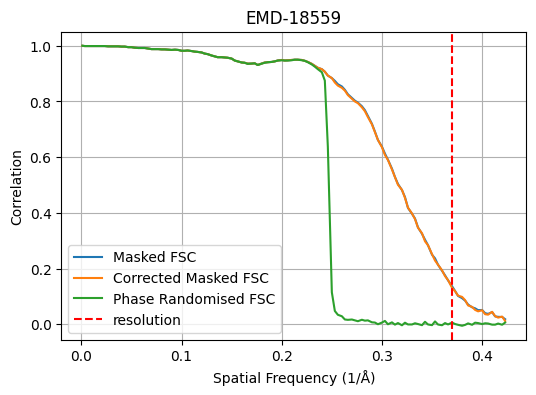 EMD-18559
1.0
0.8
0.6
0.4
0.2
0.0
Correlation
Masked FSC
Corrected Masked FSC
Phase Randomised FSC
resolution
0.0 0.1 0.2 0.3 0.4
Spatial Frequency (1/Å)